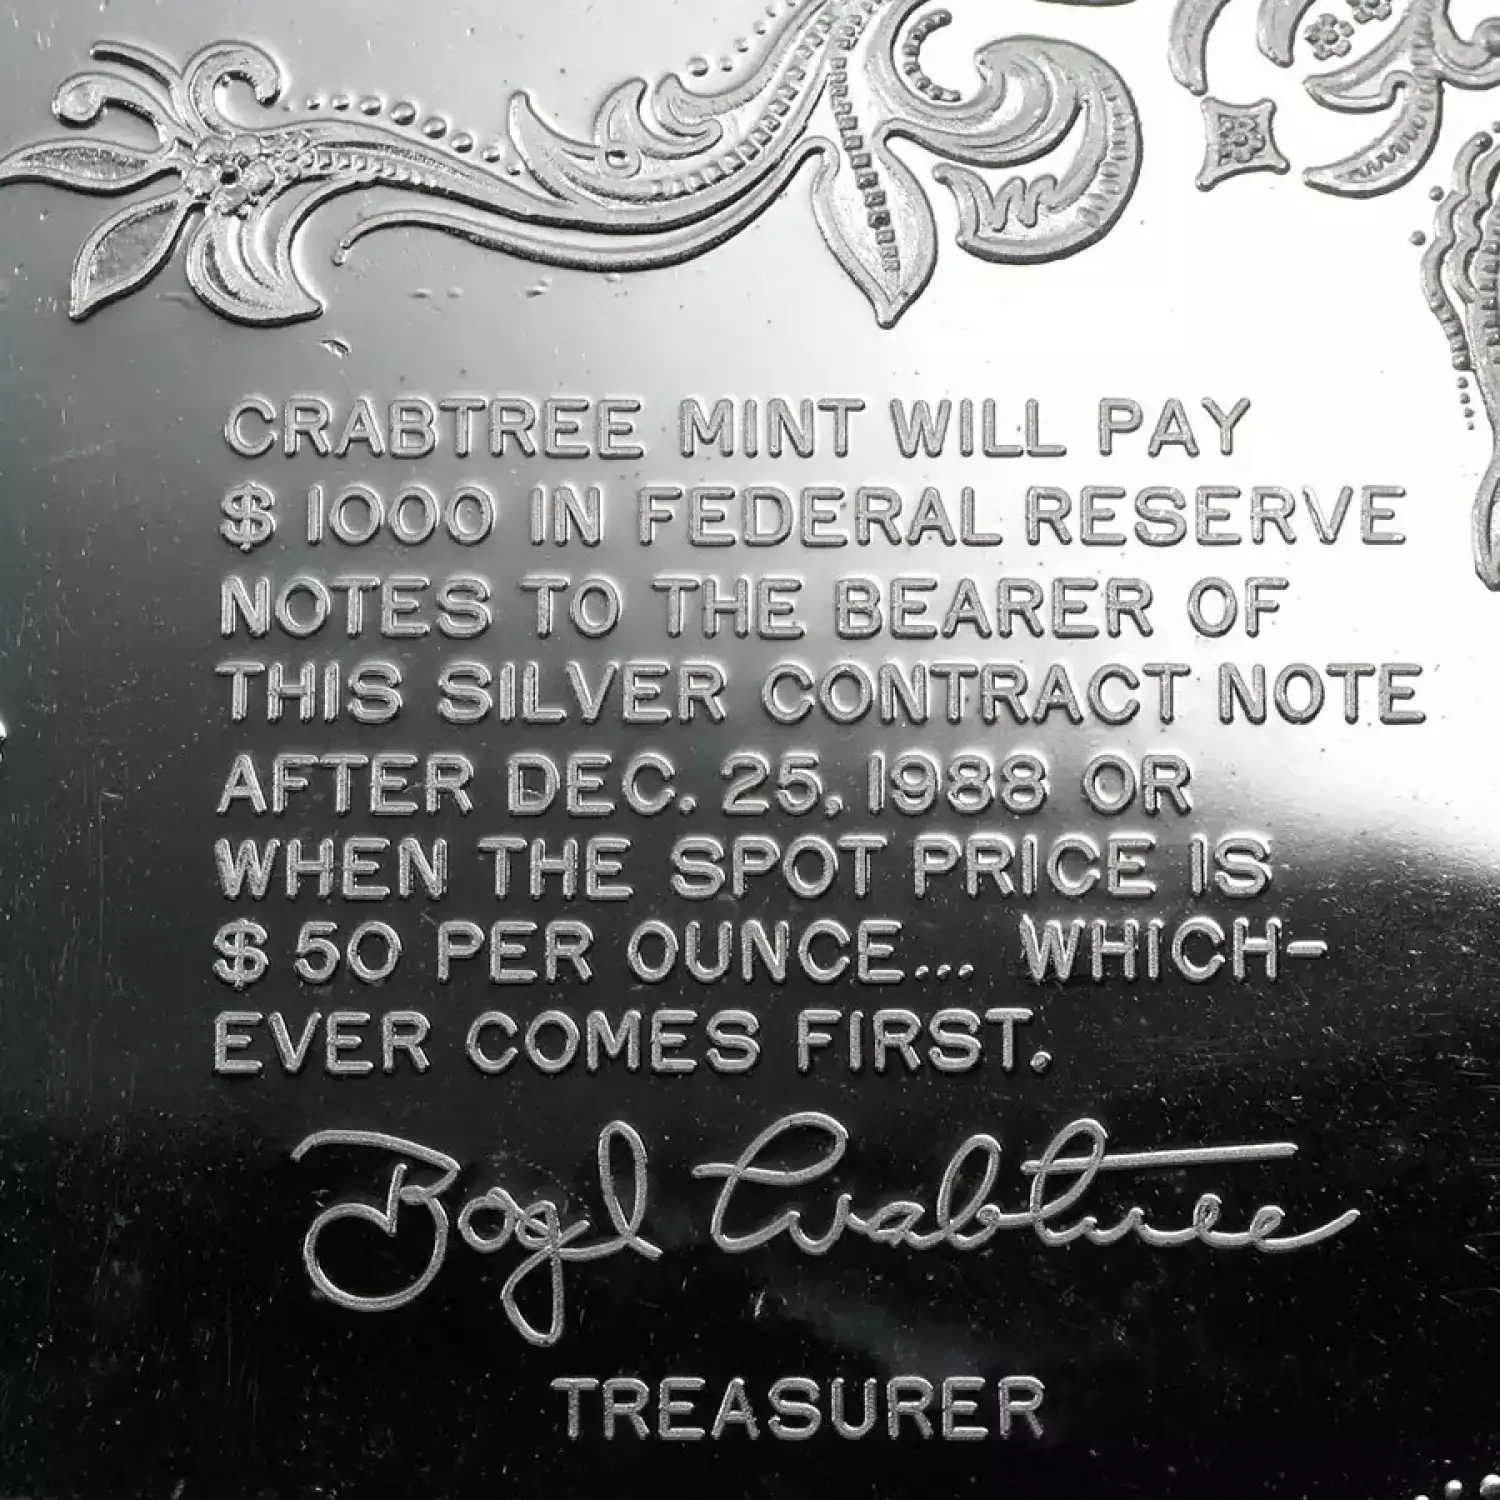 CRABTREE MINT WILL PAY
$ 1000 IN FEDERAL RESERVE
NOTES TO THE BEARER OF
THIS SILVER CONTRACT NOTE
AFTER DEC. 25, 1988 OR
WHEN THE SPOT PRICE IS
$ 50 PER OUNCE... WHICH-
EVER COMES FIRST.
Crabtree
TREASURER